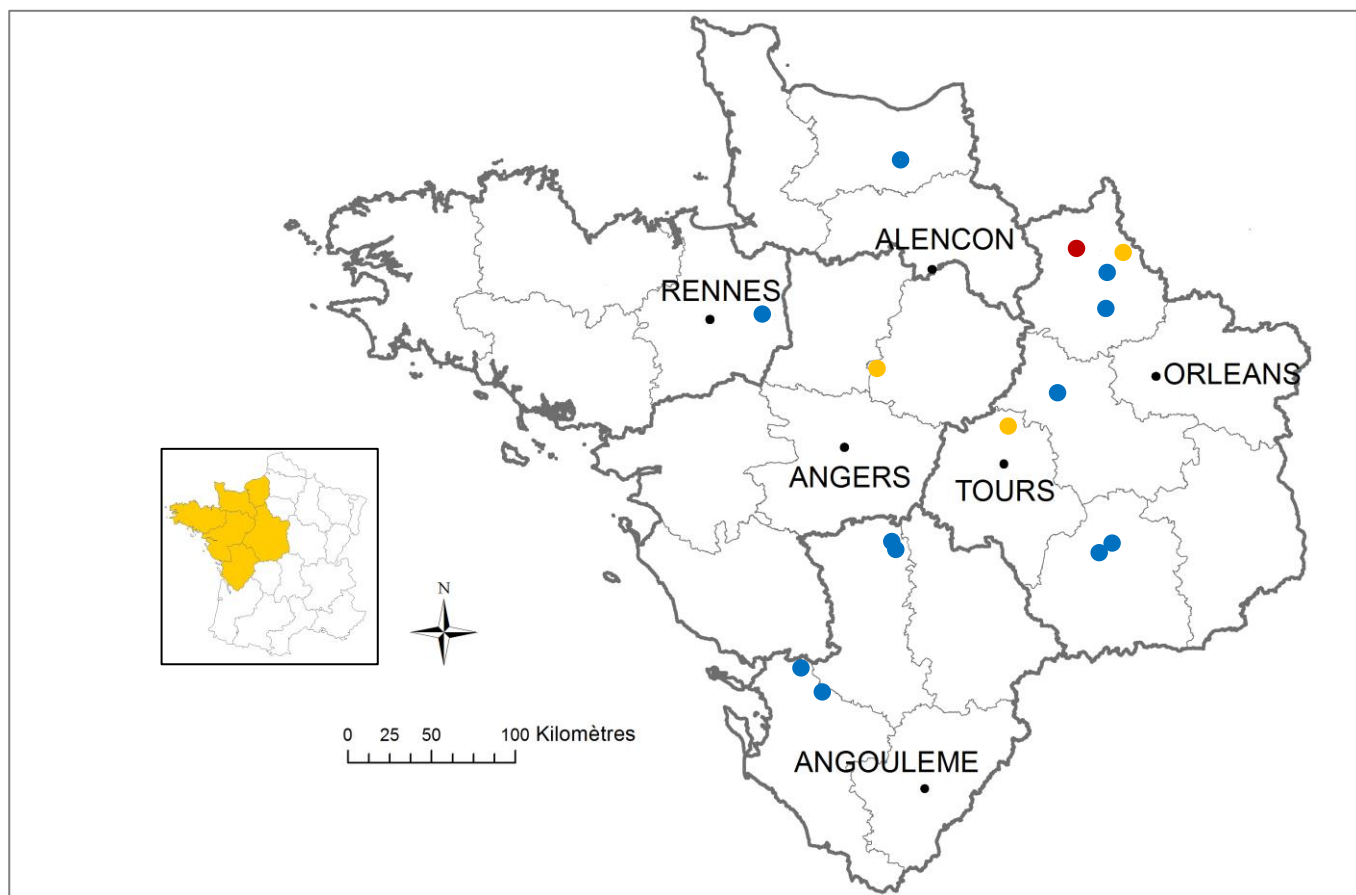 ALENCON
RENNES
ORLEANS
ANGERS
TOURS
N
0 25 50 100 Kilomètres
ANGOULEME